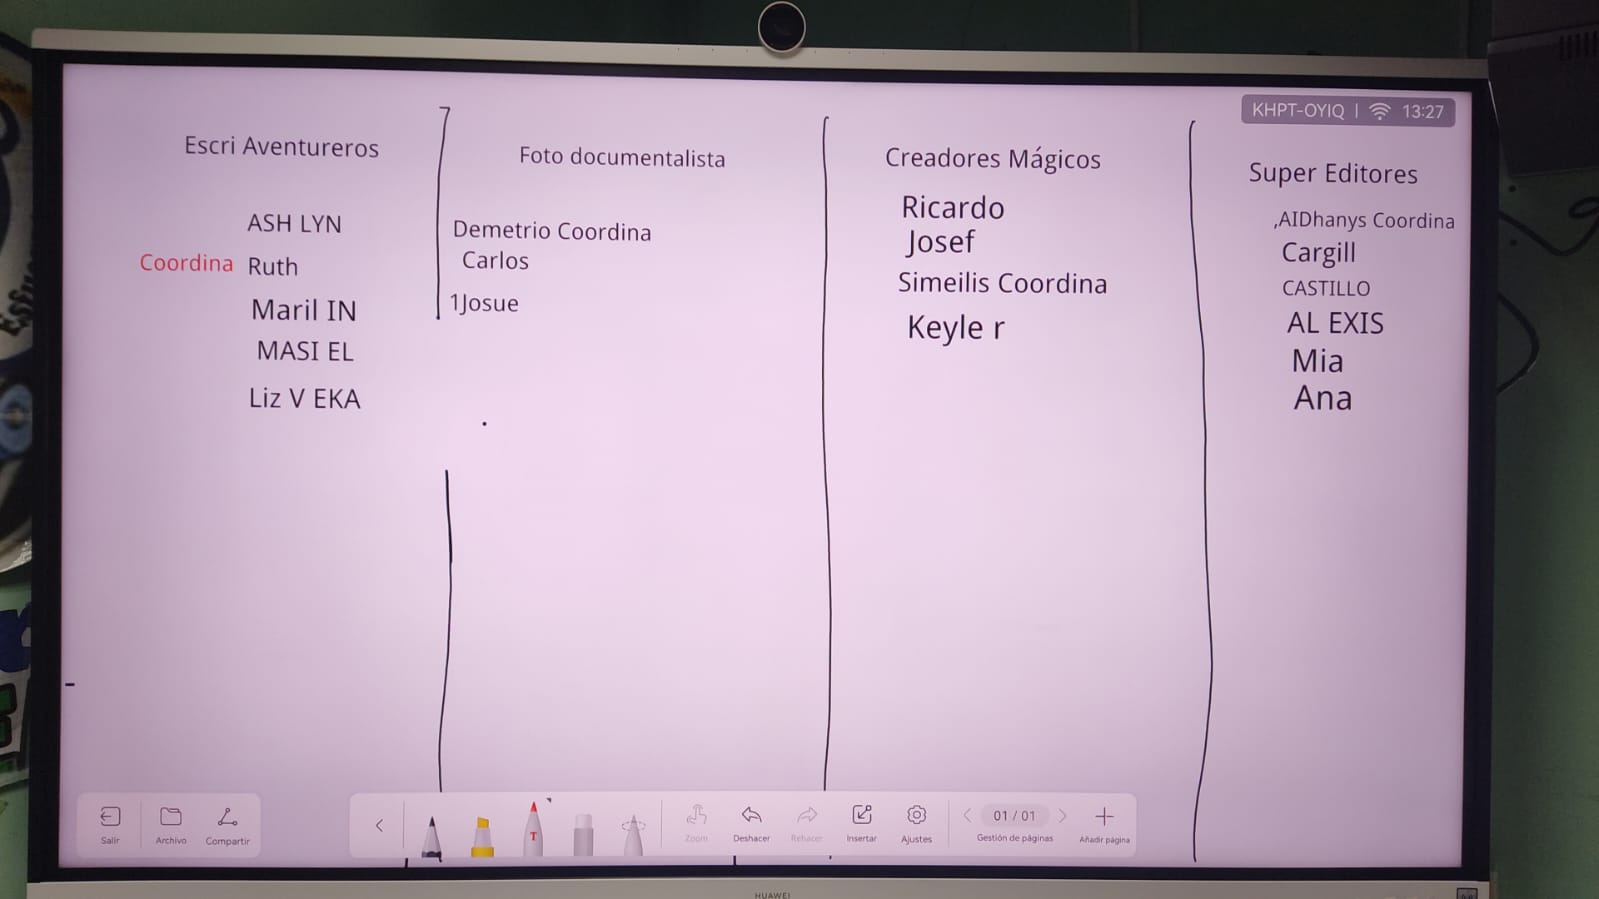 KHPT-OYIQ | 13:27
Escri Aventureros
ASH LYN
Coordina Ruth
Maril IN
MASI EL
Liz V EKA
Foto documentalista
Demetrio Coordina
Carlos
1Josue
Creadores Mágicos
Ricardo
Josef
Simeilis Coordina
Keyle r
Super Editores
,AIDhanys Coordina
Cargill
CASTILLO
AL EXIS
Mia
Ana
Salir
Archivo
Compartir
T
Zoom
Deshacer
Rehacer
Insertar
Ajustes
01 / 01
Gestión de páginas
Añadir página
HUAWEI